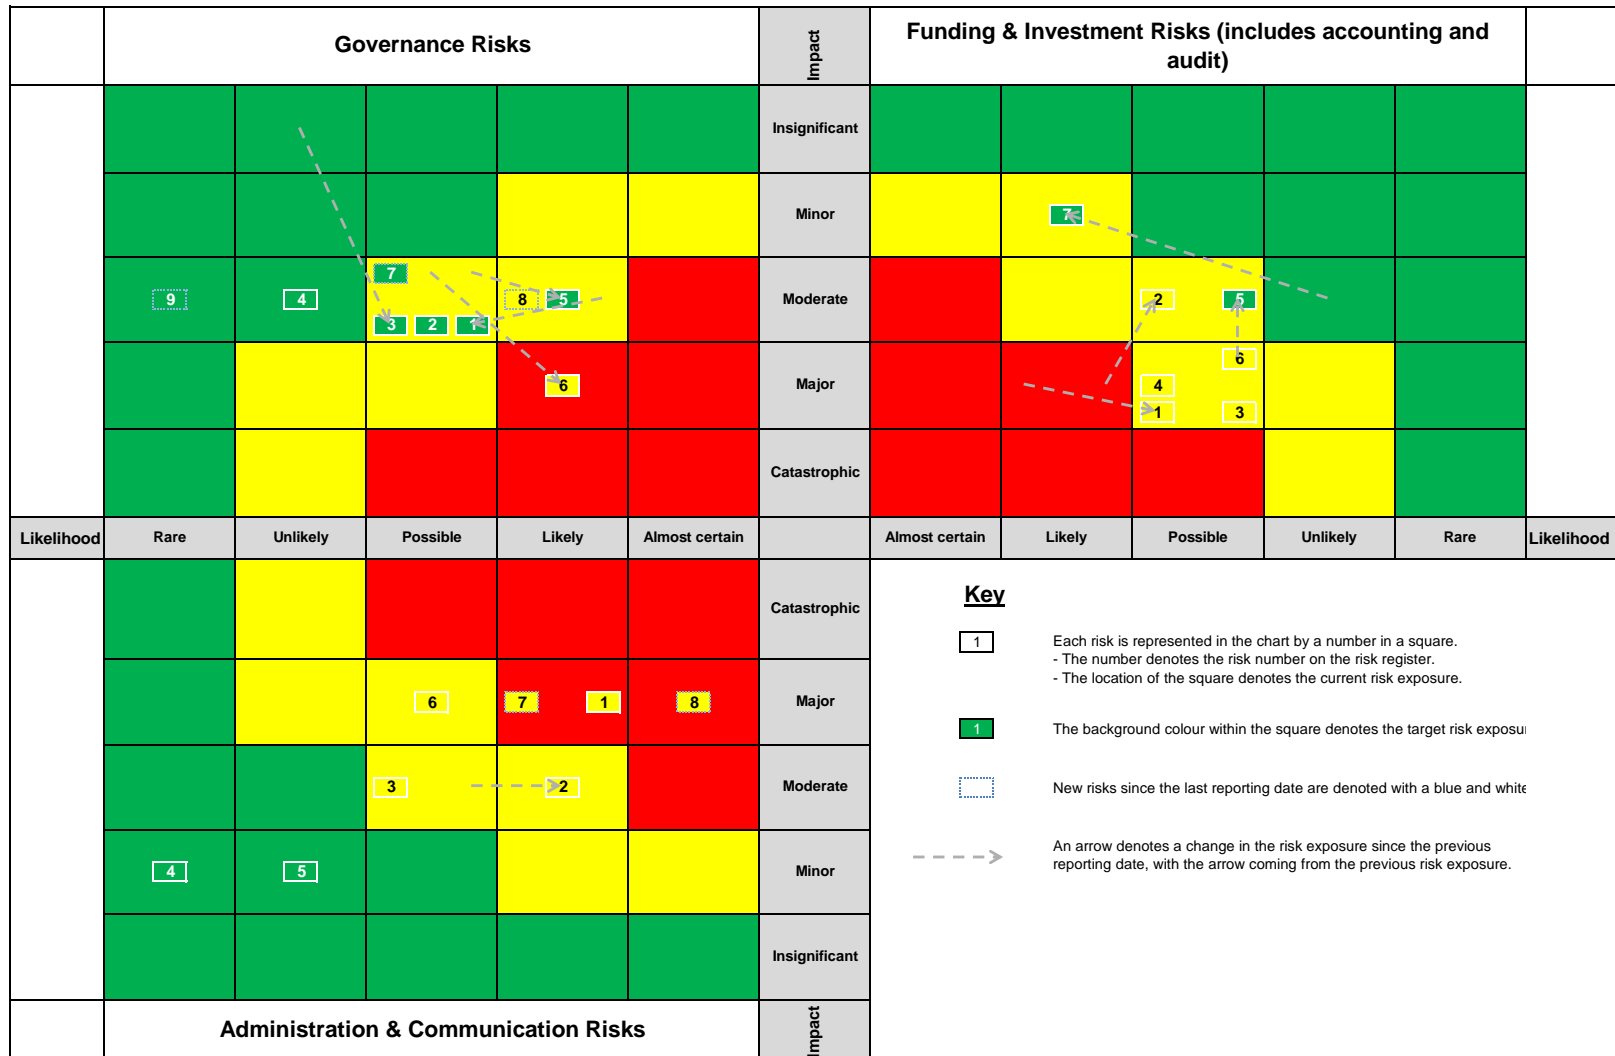 Governance Risks
Impact
Funding & Investment Risks (includes accounting and
audit)
Insignificant
Minor
7
7
9
4
8
5
Moderate
2
5
3
2
1
6
6
Major
4
1
3
Catastrophic
Likelihood
Rare
Unlikely
Possible
Likely
Almost certain
Almost certain
Likely
Possible
Unlikely
Rare
Likelihood
Catastrophic
Key
1
Each risk is represented in the chart by a number in a square.
- The number denotes the risk number on the risk register.
- The location of the square denotes the current risk exposure.
6
7
1
8
Major
1
The background colour within the square denotes the target risk exposu
3
2
Moderate
New risks since the last reporting date are denoted with a blue and white
An arrow denotes a change in the risk exposure since the previous
reporting date, with the arrow coming from the previous risk exposure.
4
5
Minor
Insignificant
Administration & Communication Risks
Impact